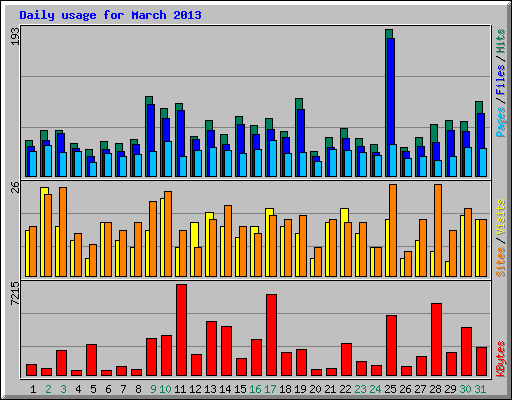 Daily usage for March 2013
193
Pages / Files / Hits
26
Sites / Visits
7215
KBytes
1 2 3 4 5 6 7 8 9 10 11 12 13 14 15 16 17 18 19 20 21 22 23 24 25 26 27 28 29 30 31